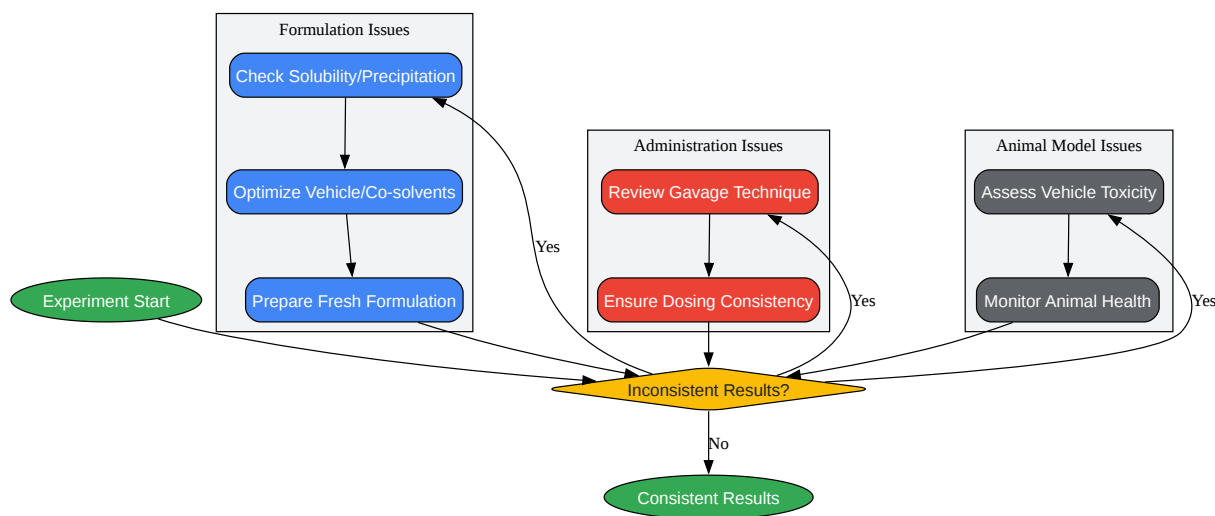 Formulation Issues
Check Solubility/Precipitation
Optimize Vehicle/Co-solvents
Prepare Fresh Formulation
Administration Issues
Review Gavage Technique
Ensure Dosing Consistency
Animal Model Issues
Assess Vehicle Toxicity
Monitor Animal Health
Experiment Start
Yes
Yes
Yes
Inconsistent Results?
No
Consistent Results